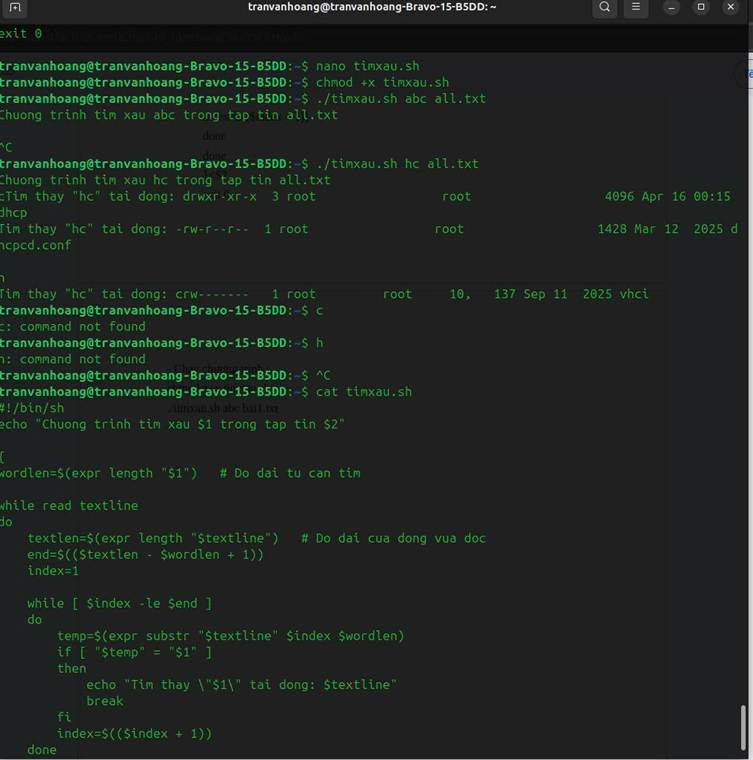 tranvanhoang@tranvanhoang-Bravo-15-B5DD: ~
exit 0
tranvanhoang@tranvanhoang-Bravo-15-B5DD:~$ nano timxau.sh
tranvanhoang@tranvanhoang-Bravo-15-B5DD:~$ chmod +x timxau.sh
tranvanhoang@tranvanhoang-Bravo-15-B5DD:~$ ./timxau.sh abc all.txt
Chuong trinh tim xau abc trong tap tin all.txt
done
^C
tranvanhoang@tranvanhoang-Bravo-15-B5DD:~$ ./timxau.sh hc all.txt
Chuong trinh tim xau hc trong tap tin all.txt
cTim thay "hc" tai dong: drwxr-xr-x  3 root                 root                  4096 Apr 16 00:15
dhcp
Tim thay "hc" tai dong: -rw-r--r--  1 root                 root                      1428 Mar 12  2025 d
hcpcd.conf
h
Tim thay "hc" tai dong: crw-------   1 root          root     10,   137 Sep 11  2025 vhci
tranvanhoang@tranvanhoang-Bravo-15-B5DD:~$ c
c: command not found
tranvanhoang@tranvanhoang-Bravo-15-B5DD:~$ h
h: command not found
tranvanhoang@tranvanhoang-Bravo-15-B5DD:~$ ^C
tranvanhoang@tranvanhoang-Bravo-15-B5DD:~$ cat timxau.sh
./timxau.sh abc bai1.txt
#!/bin/sh
echo "Chuong trinh tim xau $1 trong tap tin $2"
{
wordlen=$(expr length "$1")   # Do dai tu can tim
while read textline
do
    textlen=$(expr length "$textline")   # Do dai cua dong vua doc
    end=$(($textlen - $wordlen + 1))
    index=1
    while [ $index -le $end ]
    do
        temp=$(expr substr "$textline" $index $wordlen)
        if [ "$temp" = "$1" ]
        then
            echo "Tim thay \"$1\" tai dong: $textline"
            break
        fi
        index=$(($index + 1))
    done